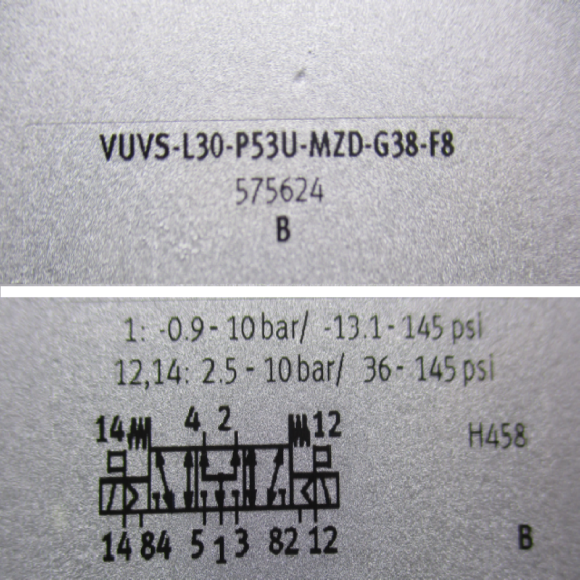 VUVS-L30-P53U-MZD-G38-F8
575624
B
1: -0.9 - 10 bar/ -13.1 - 145 psi
12,14: 2.5 - 10 bar/ 36 - 145 psi
14 4 2 12
H458
14 84 5 1 3 82 12
B